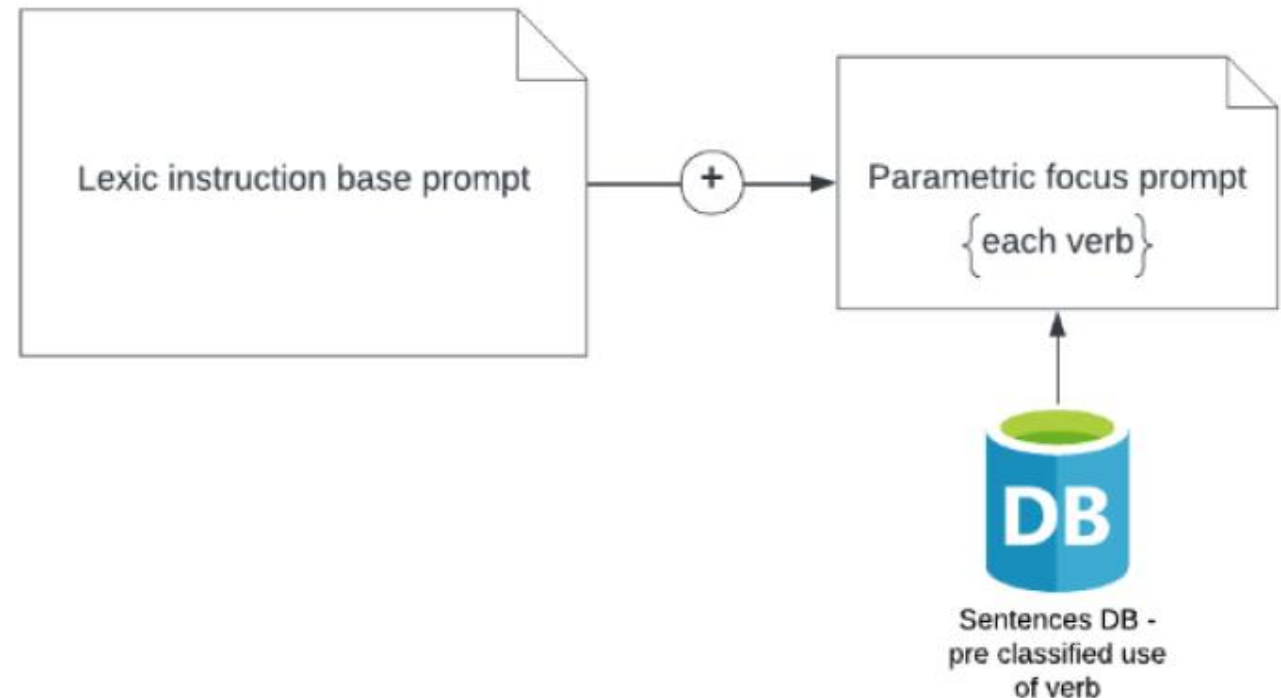 Lexic instruction base prompt
+
Parametric focus prompt
{each verb}
DB
Sentences DB -
pre classified use
of verb